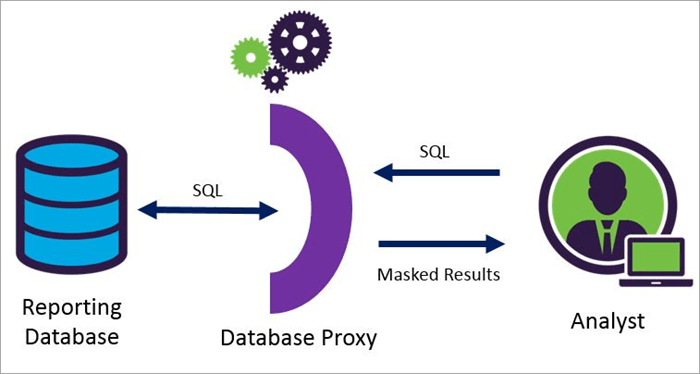 SQL
SQL
Masked Results
Reporting
Database
Database Proxy
Analyst